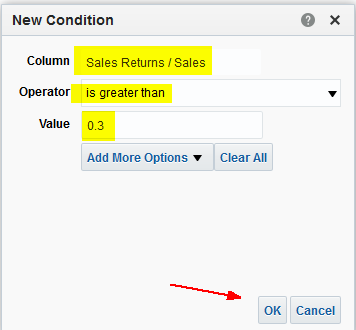 New Condition ?
Column Sales Returns / Sales
Operator is greater than
Value 0.3
Add More Options Clear All
OK Cancel